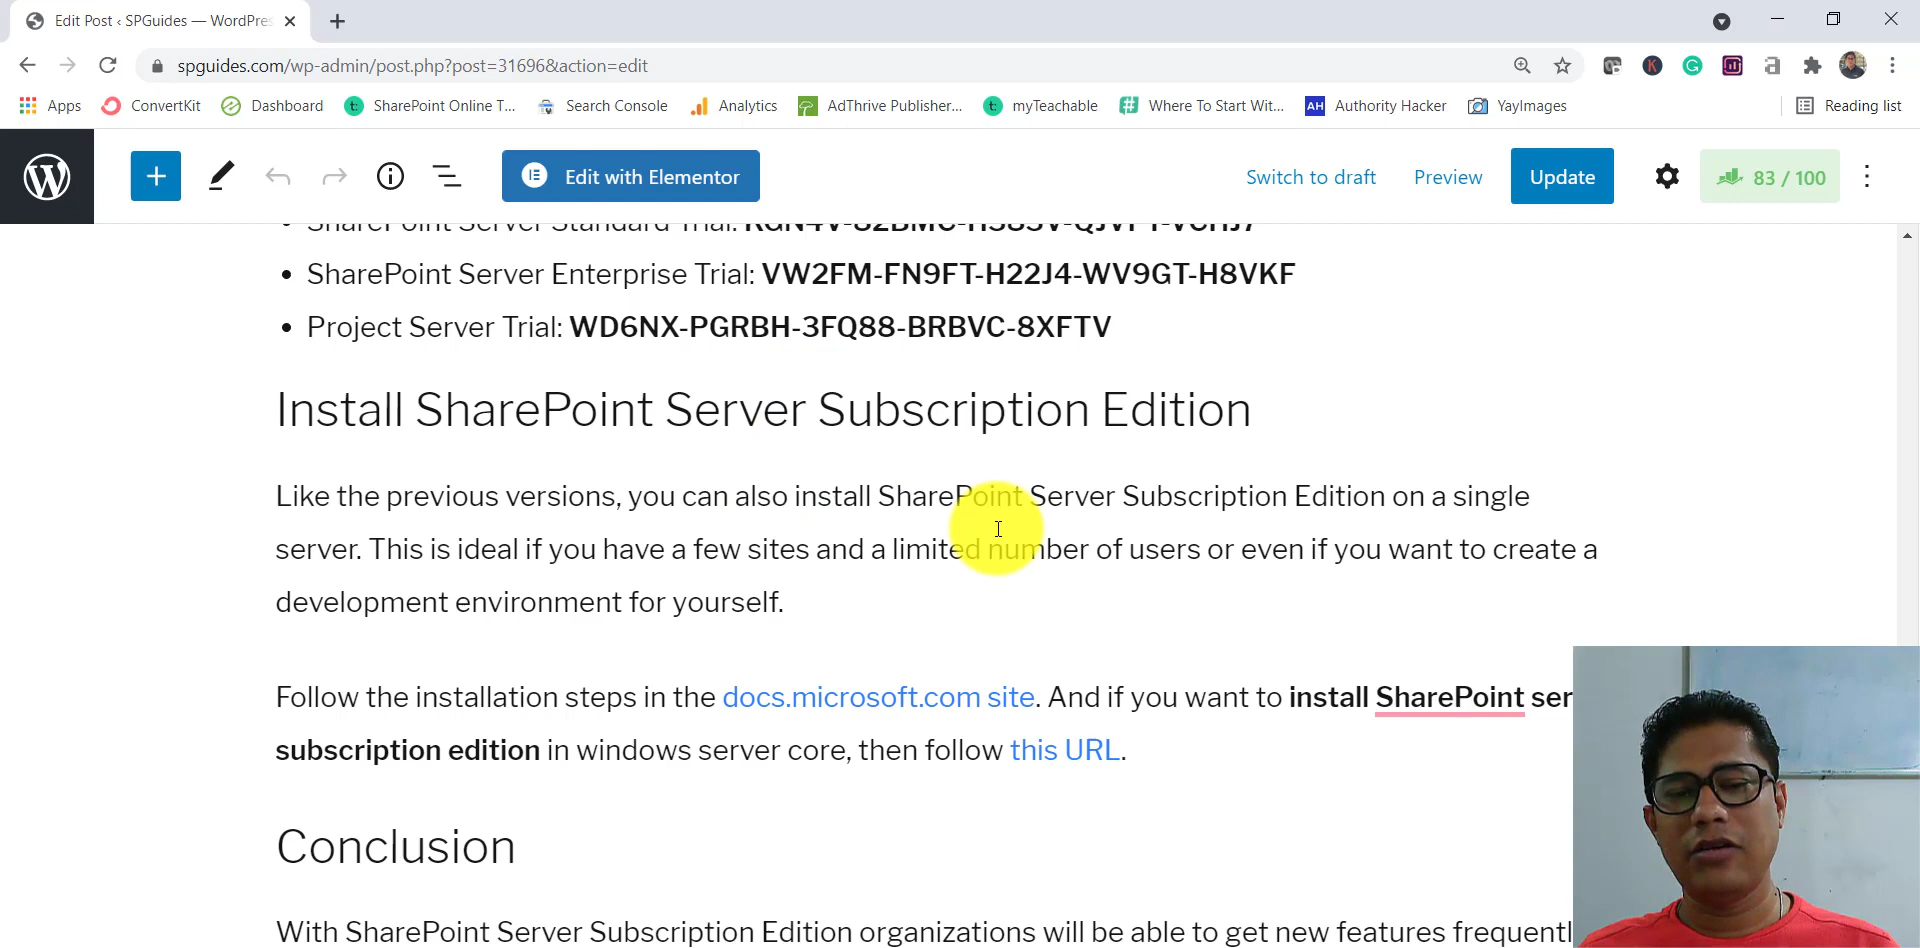 Edit Post ‹ SPGuides — WordPres
spguides.com/wp-admin/post.php?post=31696&action=edit
Apps ConvertKit Dashboard SharePoint Online T... Search Console Analytics AdThrive Publisher... myTeachable Where To Start Wit... AH Authority Hacker YayImages Reading list
Edit with Elementor Switch to draft Preview Update 83 / 100
SharePoint Server Standard Trial:
• SharePoint Server Enterprise Trial: VW2FM-FN9FT-H22J4-WV9GT-H8VKF
• Project Server Trial: WD6NX-PGRBH-3FQ88-BRBVC-8XFTV
Install SharePoint Server Subscription Edition
Like the previous versions, you can also install SharePoint Server Subscription Edition on a single
server. This is ideal if you have a few sites and a limited number of users or even if you want to create a
development environment for yourself.
Follow the installation steps in the docs.microsoft.com site. And if you want to install SharePoint ser
subscription edition in windows server core, then follow this URL.
Conclusion
With SharePoint Server Subscription Edition organizations will be able to get new features frequentl